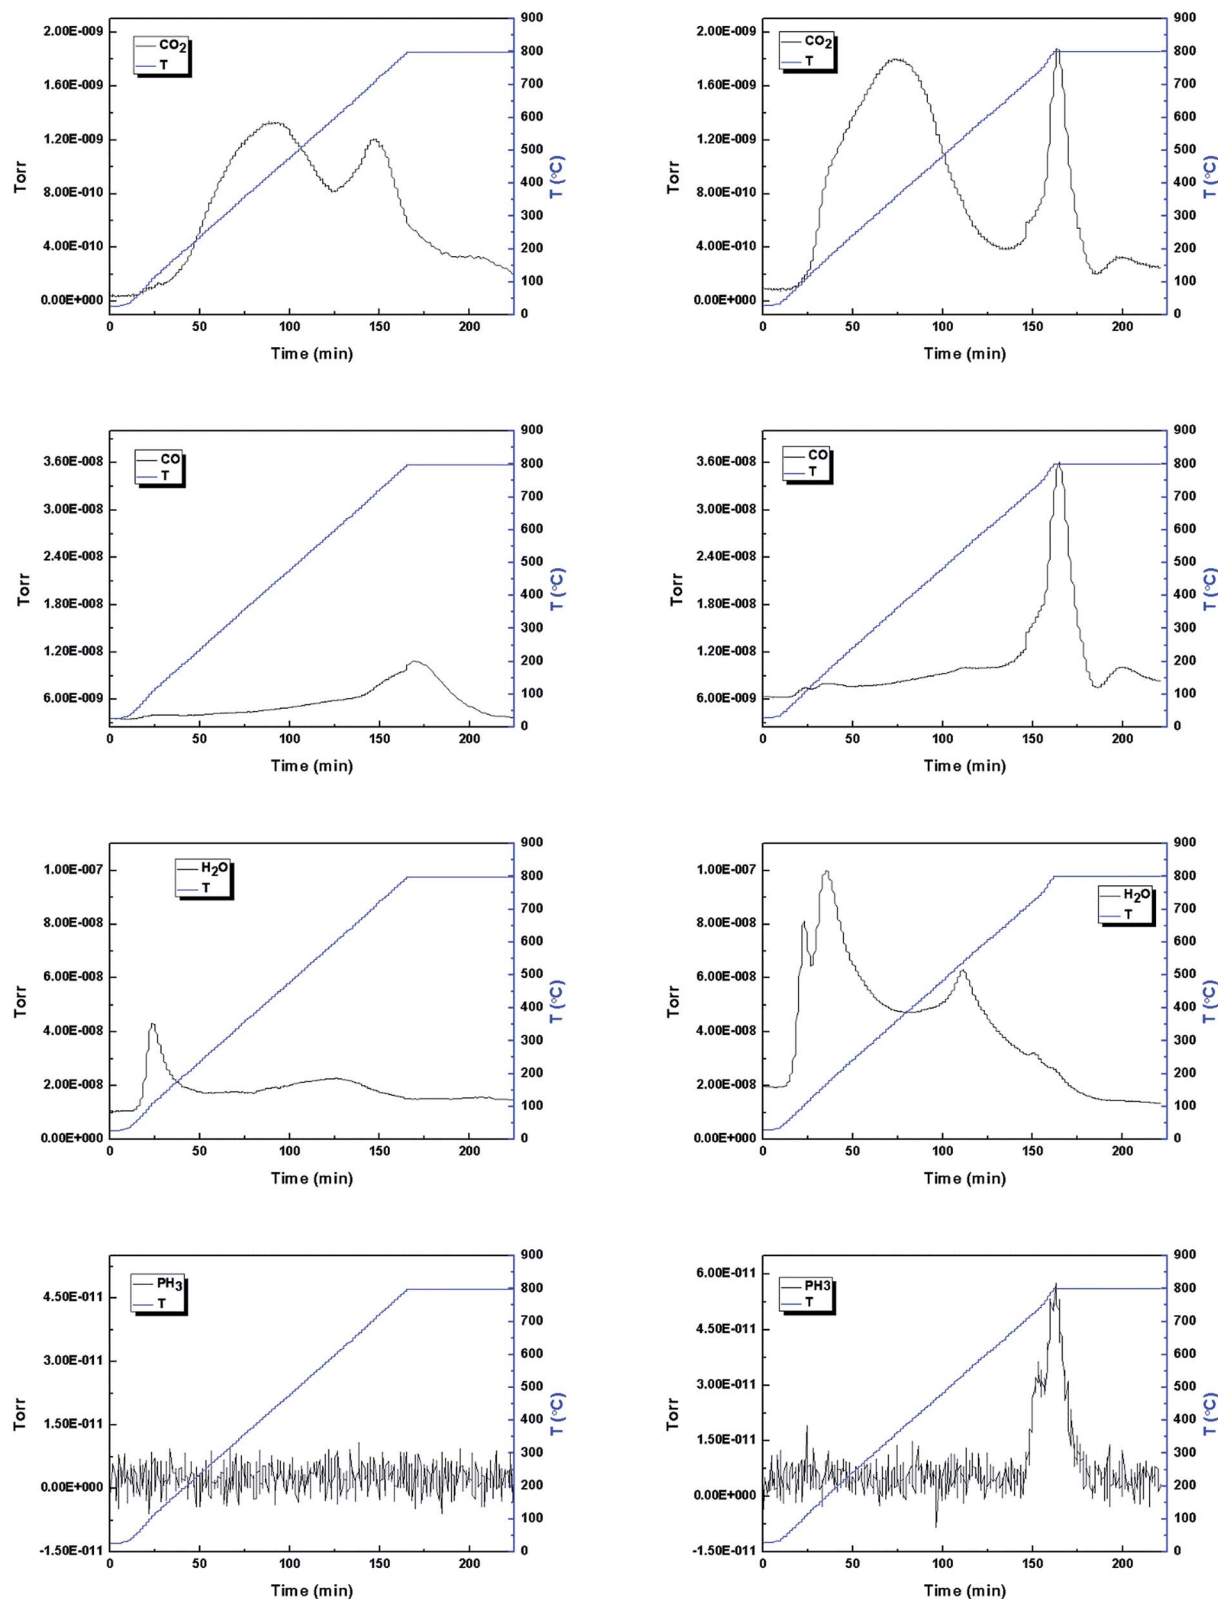 2.00E-009
1.60E-009
1.20E-009
8.00E-010
4.00E-010
0.00E+000
Torr
CO2
T
900
800
700
600
500
400
300
200
100
0
T (°C)
0 50 100 150 200
Time (min)
2.00E-009
1.60E-009
1.20E-009
8.00E-010
4.00E-010
0.00E+000
Torr
CO2
T
900
800
700
600
500
400
300
200
100
0
T (°C)
0 50 100 150 200
Time (min)
3.60E-008
3.00E-008
2.40E-008
1.80E-008
1.20E-008
6.00E-009
Torr
CO
T
900
800
700
600
500
400
300
200
100
0
T (°C)
0 50 100 150 200
Time (min)
3.60E-008
3.00E-008
2.40E-008
1.80E-008
1.20E-008
6.00E-009
Torr
CO
T
900
800
700
600
500
400
300
200
100
0
T (°C)
0 50 100 150 200
Time (min)
1.00E-007
8.00E-008
6.00E-008
4.00E-008
2.00E-008
0.00E+000
Torr
H2O
T
900
800
700
600
500
400
300
200
100
0
T (°C)
0 50 100 150 200
Time (min)
1.00E-007
8.00E-008
6.00E-008
4.00E-008
2.00E-008
0.00E+000
Torr
H2O
T
900
800
700
600
500
400
300
200
100
0
T (°C)
0 50 100 150 200
Time (min)
4.50E-011
3.00E-011
1.50E-011
0.00E+000
-1.50E-011
Torr
PH3
T
900
800
700
600
500
400
300
200
100
0
T (°C)
0 50 100 150 200
Time (min)
6.00E-011
4.50E-011
3.00E-011
1.50E-011
0.00E+000
-1.50E-011
Torr
PH3
T
900
800
700
600
500
400
300
200
100
0
T (°C)
0 50 100 150 200
Time (min)